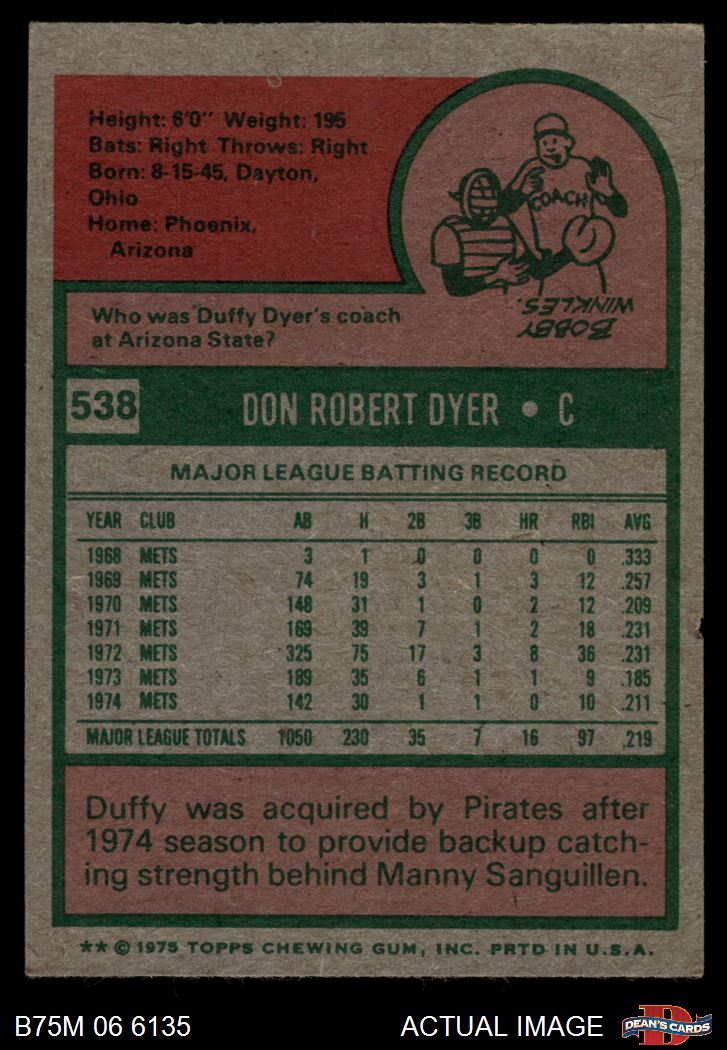 Height: 6'0" Weight: 195
Bats: Right Throws: Right
Born: 8-15-45, Dayton,
Ohio
Home: Phoenix,
Arizona
COACH
BOBBY
WINKLES.
Who was Duffy Dyer's coach
at Arizona State?
538 DON ROBERT DYER • C
MAJOR LEAGUE BATTING RECORD
YEAR CLUB AB H 2B 3B HR RBI AVG
1968 METS 3 1 0 0 0 0 .333
1969 METS 74 19 3 1 3 12 .257
1970 METS 148 31 1 0 2 12 .209
1971 METS 169 39 7 1 2 18 .231
1972 METS 325 75 17 3 8 36 .231
1973 METS 189 35 6 1 1 9 .185
1974 METS 142 30 1 1 0 10 .211
MAJOR LEAGUE TOTALS 1050 230 35 7 16 97 .219
Duffy was acquired by Pirates after
1974 season to provide backup catch-
ing strength behind Manny Sanguillen.
** © 1975 TOPPS CHEWING GUM, INC. PRTD IN U.S.A.
B75M 06 6135 ACTUAL IMAGE D DEAN'S CARDS